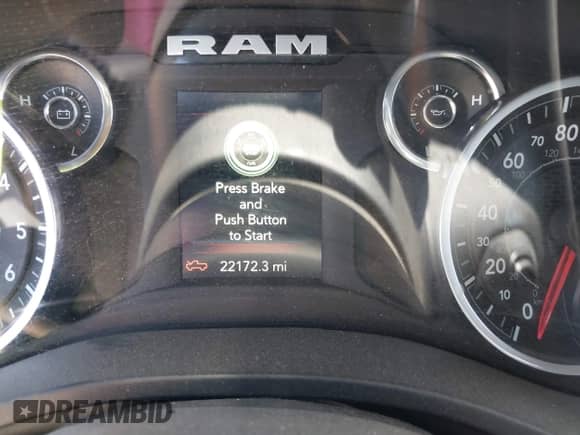 RAM
H
H
L
80
70
120
60
100
50
40
30
20
10
0
4
5
6
Press Brake
and
Push Button
to Start
22172.3 mi
DREAMBID